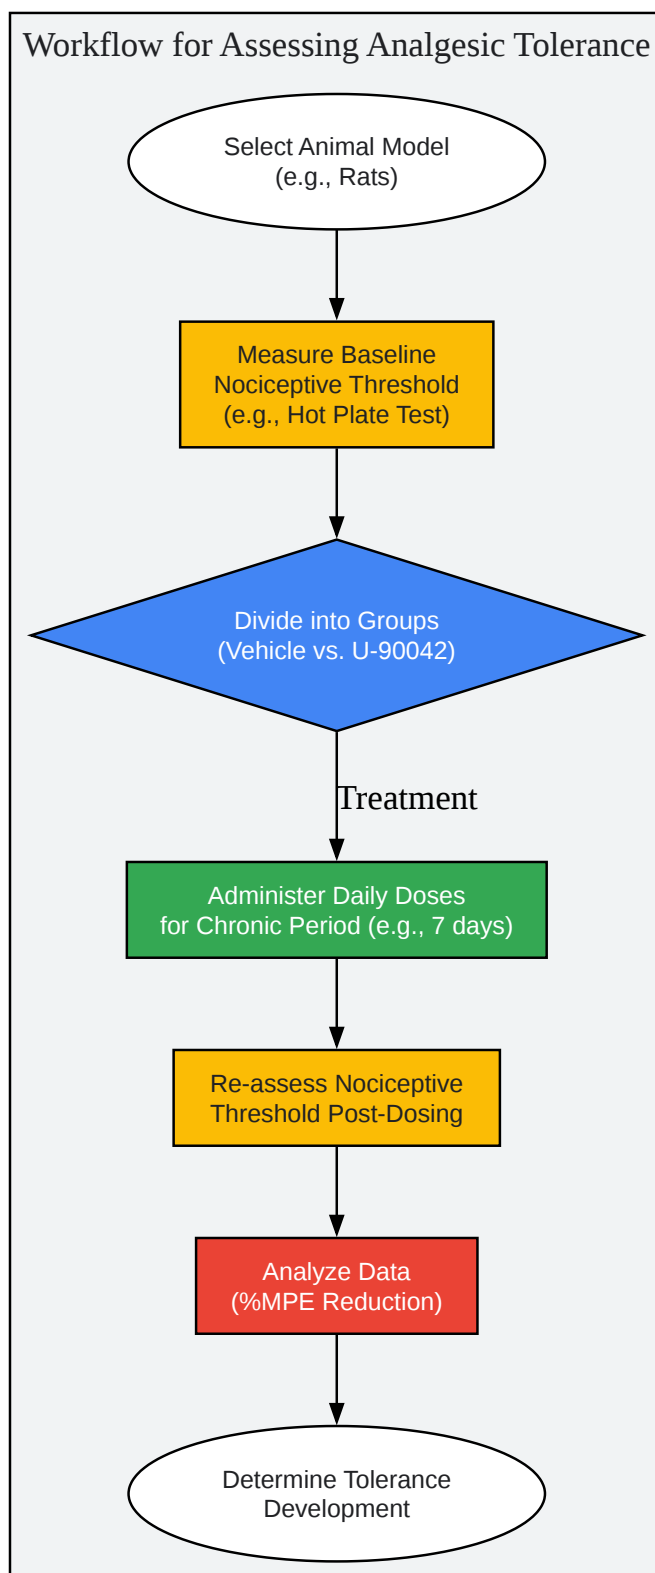 Workflow for Assessing Analgesic Tolerance
Select Animal Model
(e.g., Rats)
Measure Baseline
Nociceptive Threshold
(e.g., Hot Plate Test)
Divide into Groups
(Vehicle vs. U-90042)
Treatment
Administer Daily Doses
for Chronic Period (e.g., 7 days)
Re-assess Nociceptive
Threshold Post-Dosing
Analyze Data
(%MPE Reduction)
Determine Tolerance
Development